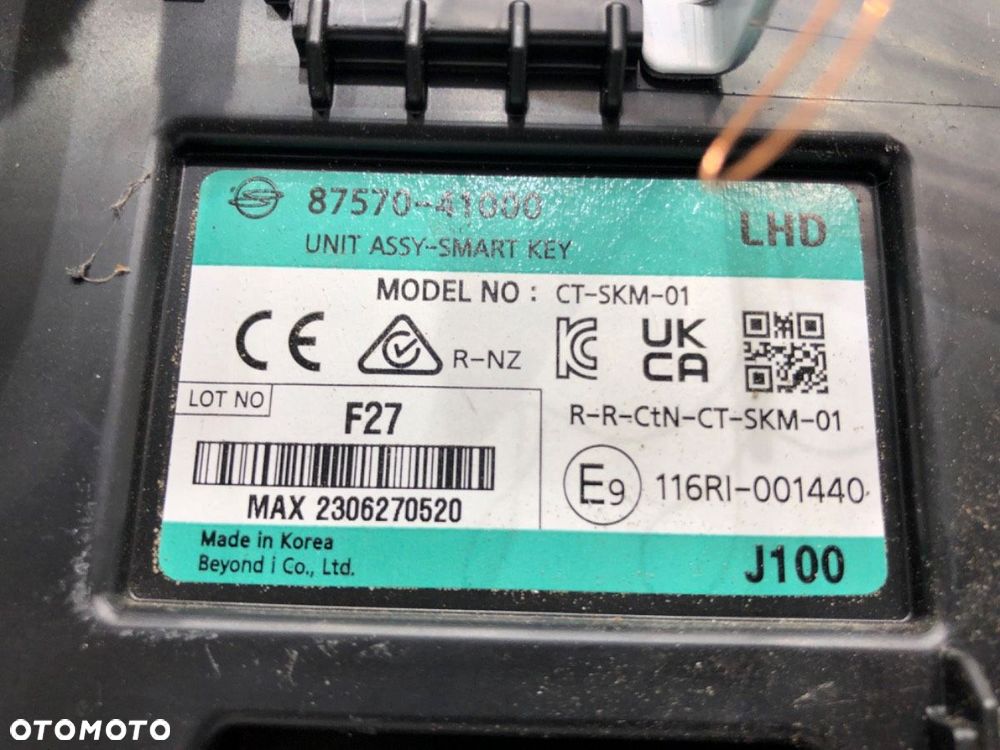 87570-41000
LHD
UNIT ASSY-SMART KEY
MODEL NO : CT-SKM-01
CE
R-NZ
KC
UK
CA
LOT NO
F27
R-R-CtN-CT-SKM-01
E9
116RI-001440
MAX 2306270520
Made in Korea
Beyond i Co., Ltd.
J100
OTOMOTO